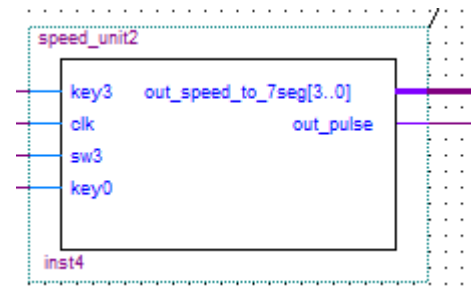 speed_unit2
key3 out_speed_to_7seg[3..0]
clk out_pulse
sw3
key0
inst4